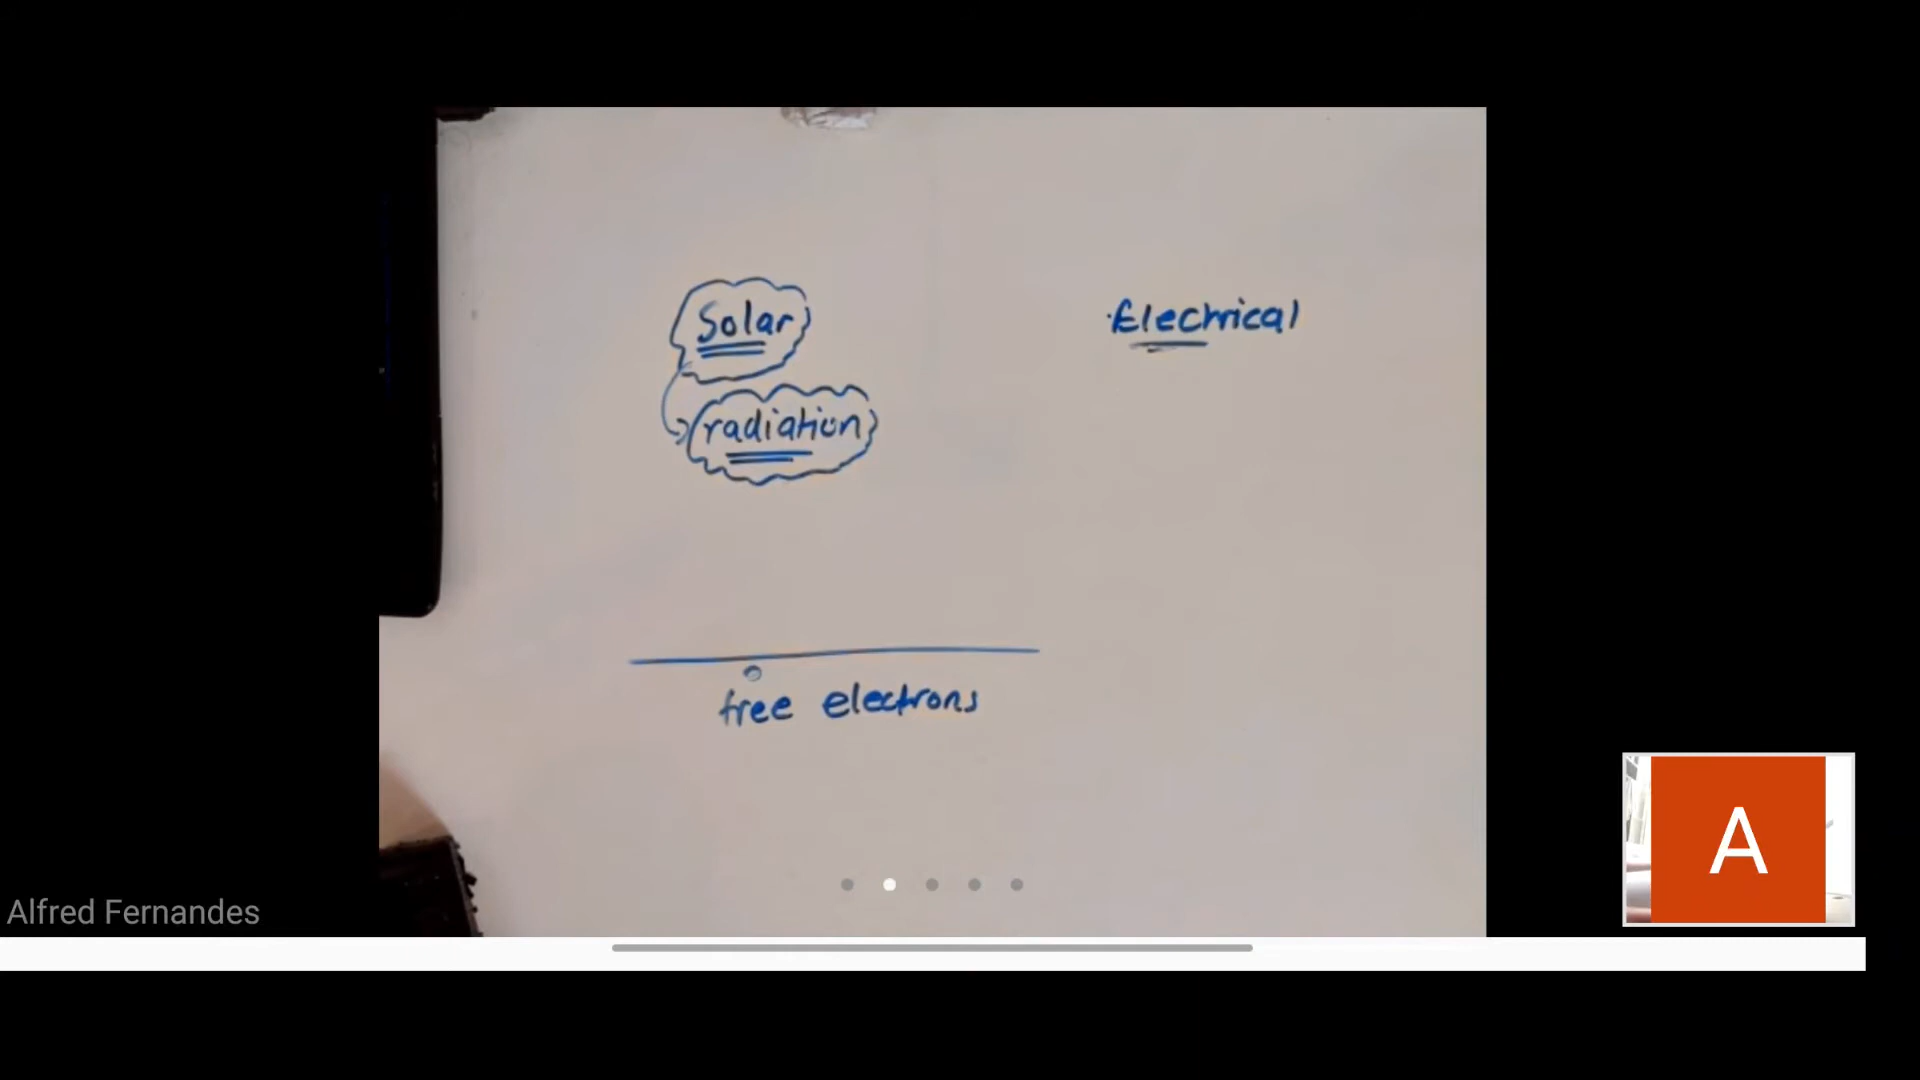 Solar
Electrical
radiation
free electrons
Alfred Fernandes
A